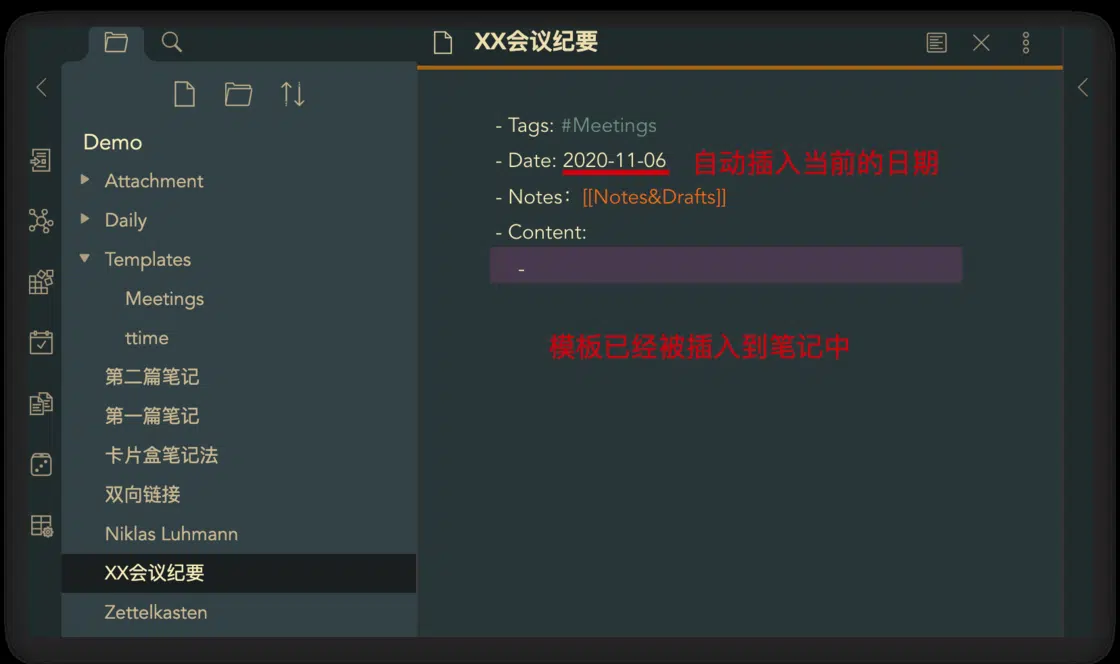 Demo
Attachment
Daily
Templates
Meetings
ttime
第二篇笔记
第一篇笔记
卡片盒笔记法
双向链接
Niklas Luhmann
XX会议纪要
Zettelkasten
XX会议纪要
- Tags: #Meetings
- Date: 2020-11-06 自动插入当前的日期
- Notes：[[Notes&Drafts]]
- Content:
-
模板已经被插入到笔记中